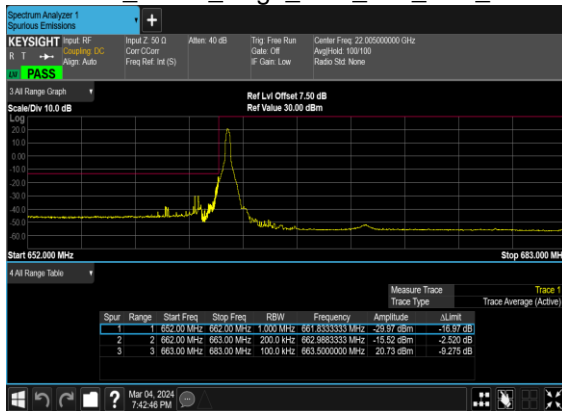 Spectrum Analyzer 1
Spurious Emissions
+
KEYSIGHT
R T
Input: RF
Coupling: DC
Align: Auto
Input Z: 50 Ω
Corr CCorr
Freq Ref: Int (S)
Atten: 40 dB
Trig: Free Run
Gate: Off
IF Gain: Low
Center Freq: 22.005000000 GHz
Avg|Hold: 100/100
Radio Std: None
PASS
3 All Range Graph
Scale/Div 10.0 dB
Ref Lvl Offset 7.50 dB
Ref Value 30.00 dBm
Log
20.0
10.0
0.00
-10.0
-20.0
-30.0
-40.0
-50.0
-60.0
Start 652.000 MHz
Stop 683.000 MH
4 All Range Table
Measure Trace Trace 1
Trace Type Trace Average (Active)
Spur Range Start Freq Stop Freq RBW Frequency Amplitude ΔLimit
1 1 652.00 MHz 662.00 MHz 1.000 MHz 661.8333333 MHz -29.97 dBm -16.97 dB
2 2 662.00 MHz 663.00 MHz 200.0 kHz 662.9883333 MHz -15.52 dBm -2.520 dB
3 3 663.00 MHz 683.00 MHz 100.0 kHz 663.5000000 MHz 20.73 dBm -9.275 dB
?
Mar 04, 2024
7:42:46 PM